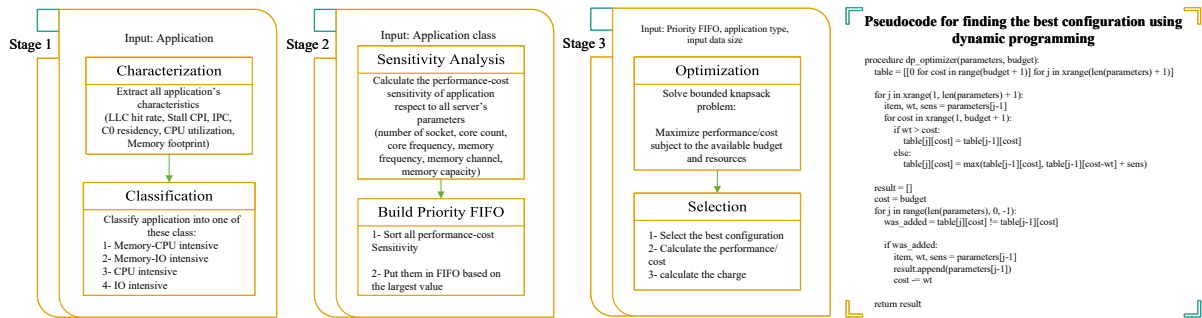 Stage 1
Input: Application
Characterization
Extract all application's
characteristics
(LLC hit rate, Stall CPI, IPC,
C0 residency, CPU utilization,
Memory footprint)
Classification
Classify application into one of
these class:
1- Memory-CPU intensive
2- Memory-IO intensive
3- CPU intensive
4- IO intensive
Stage 2
Input: Application class
Sensitivity Analysis
Calculate the performance-cost
sensitivity of application
respect to all server's
parameters
(number of socket, core count,
core frequency, memory
frequency, memory channel,
memory capacity)
Build Priority FIFO
1- Sort all performance-cost
Sensitivity
2- Put them in FIFO based on
the largest value
Stage 3
Input: Priority FIFO, application type,
input data size
Optimization
Solve bounded knapsack
problem:
Maximize performance/cost
subject to the available budget
and resources
Selection
1- Select the best configuration
2- Calculate the performance/
cost
3- calculate the charge
Pseudocode for finding the best configuration using
dynamic programming
procedure dp_optimizer(parameters, budget):
table = [[0 for cost in range(budget + 1)] for j in xrange(len(parameters) + 1)]
for j in xrange(1, len(parameters) + 1):
item, wt, sens = parameters[j-1]
for cost in xrange(1, budget + 1):
if wt > cost:
table[j][cost] = table[j-1][cost]
else:
table[j][cost] = max(table[j-1][cost], table[j-1][cost-wt] + sens)
result = []
cost = budget
for j in range(len(parameters), 0, -1):
was_added = table[j][cost] != table[j-1][cost]
if was_added:
item, wt, sens = parameters[j-1]
result.append(parameters[j-1])
cost -= wt
return result